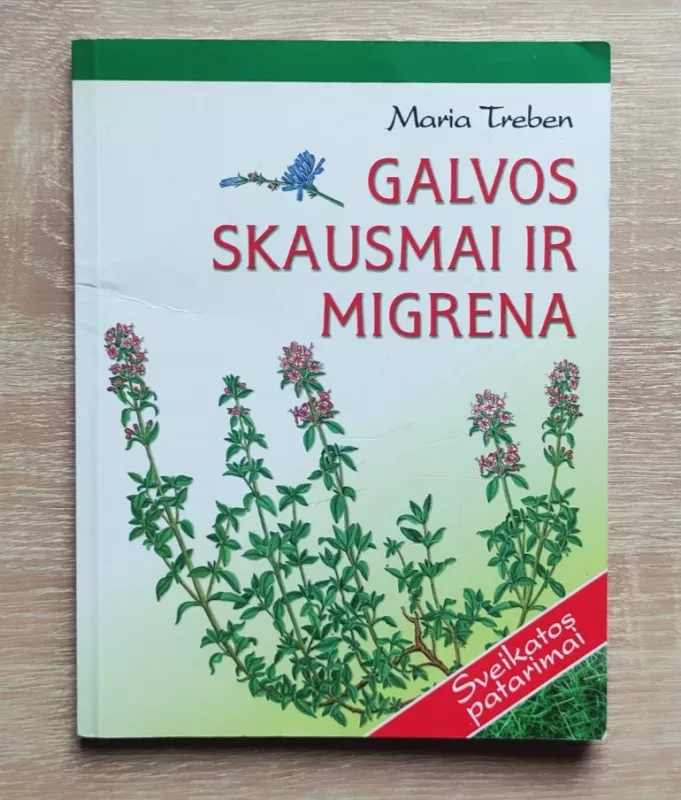 Maria Treben
GALVOS
SKAUSMAI IR
MIGRENA
Sveikatos
patarimai